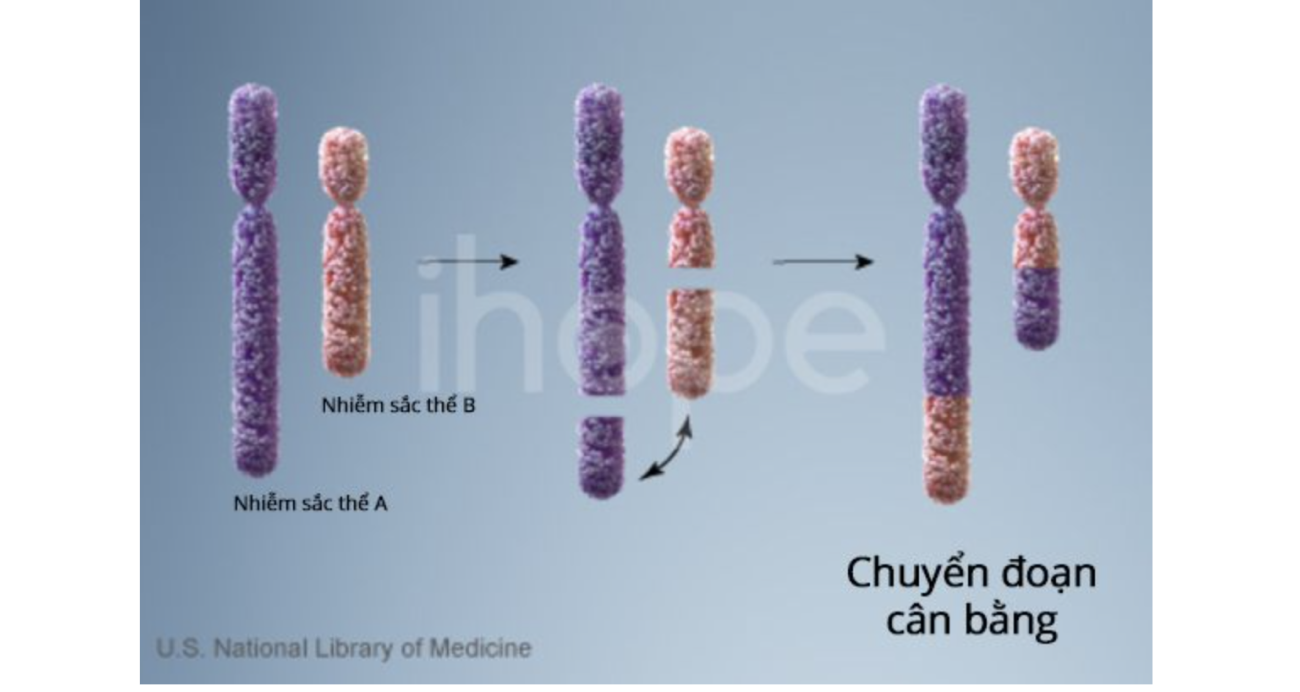 ihope
Nhiễm sắc thể B
Nhiễm sắc thể A
Chuyển đoạn
cân bằng
U.S. National Library of Medicine